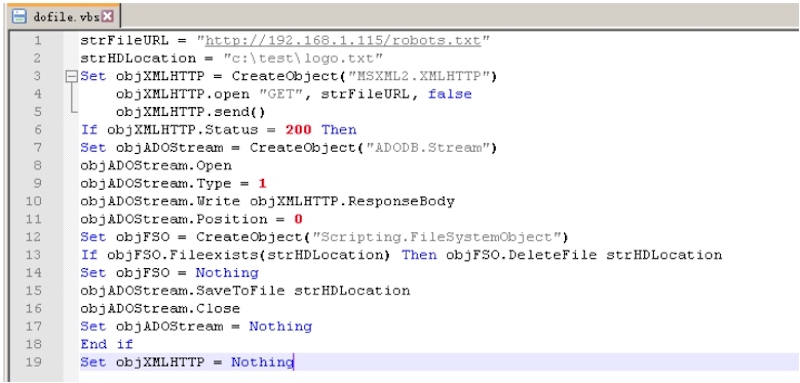 dofile.vbs
1 strFileURL = "http://192.168.1.115/robots.txt"
2 strHDLocation = "c:\test\logo.txt"
3 Set objXMLHTTP = CreateObject("MSXML2.XMLHTTP")
4 objXMLHTTP.open "GET", strFileURL, false
5 objXMLHTTP.send()
6 If objXMLHTTP.Status = 200 Then
7 Set objADOStream = CreateObject("ADODB.Stream")
8 objADOStream.Open
9 objADOStream.Type = 1
10 objADOStream.Write objXMLHTTP.ResponseBody
11 objADOStream.Position = 0
12 Set objFSO = CreateObject("Scripting.FileSystemObject")
13 If objFSO.Fileexists(strHDLocation) Then objFSO.DeleteFile strHDLocation
14 Set objFSO = Nothing
15 objADOStream.SaveToFile strHDLocation
16 objADOStream.Close
17 Set objADOStream = Nothing
18 End if
19 Set objXMLHTTP = Nothing